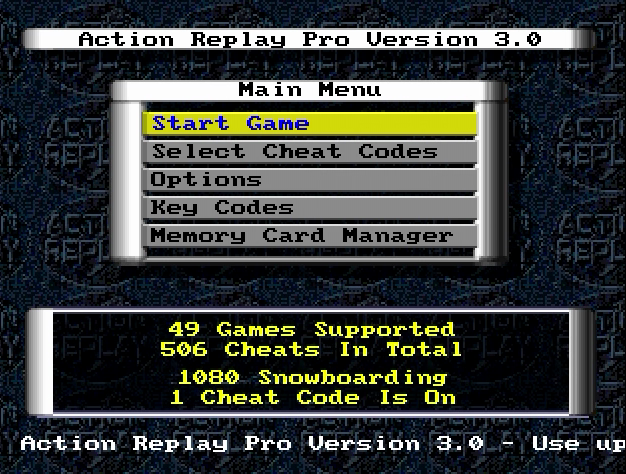 Action Replay Pro Version 3.0
Main Menu
Start Game
Select Cheat Codes
Options
Key Codes
Memory Card Manager
49 Games Supported
506 Cheats In Total
1080 Snowboarding
1 Cheat Code Is On
Action Replay Pro Version 3.0 - Use up